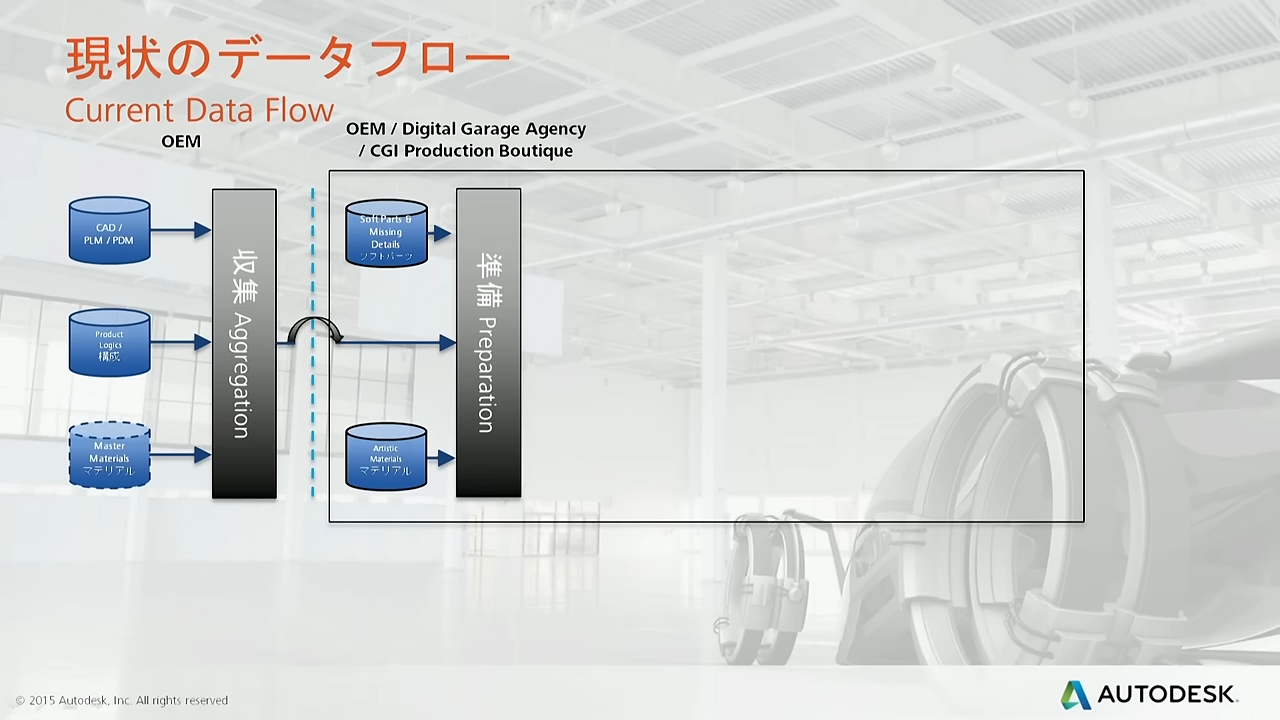 現状のデータフロー
Current Data Flow
OEM
OEM / Digital Garage Agency
/ CGI Production Boutique
CAD /
PLM / PDM
Product
Logics
構成
Master
Materials
マテリアル
収集 Aggregation
Soft Parts &
Missing
Details
ソフトパーツ
Artistic
Materials
マテリアル
準備 Preparation
© 2015 Autodesk, Inc. All rights reserved
AUTODESK.